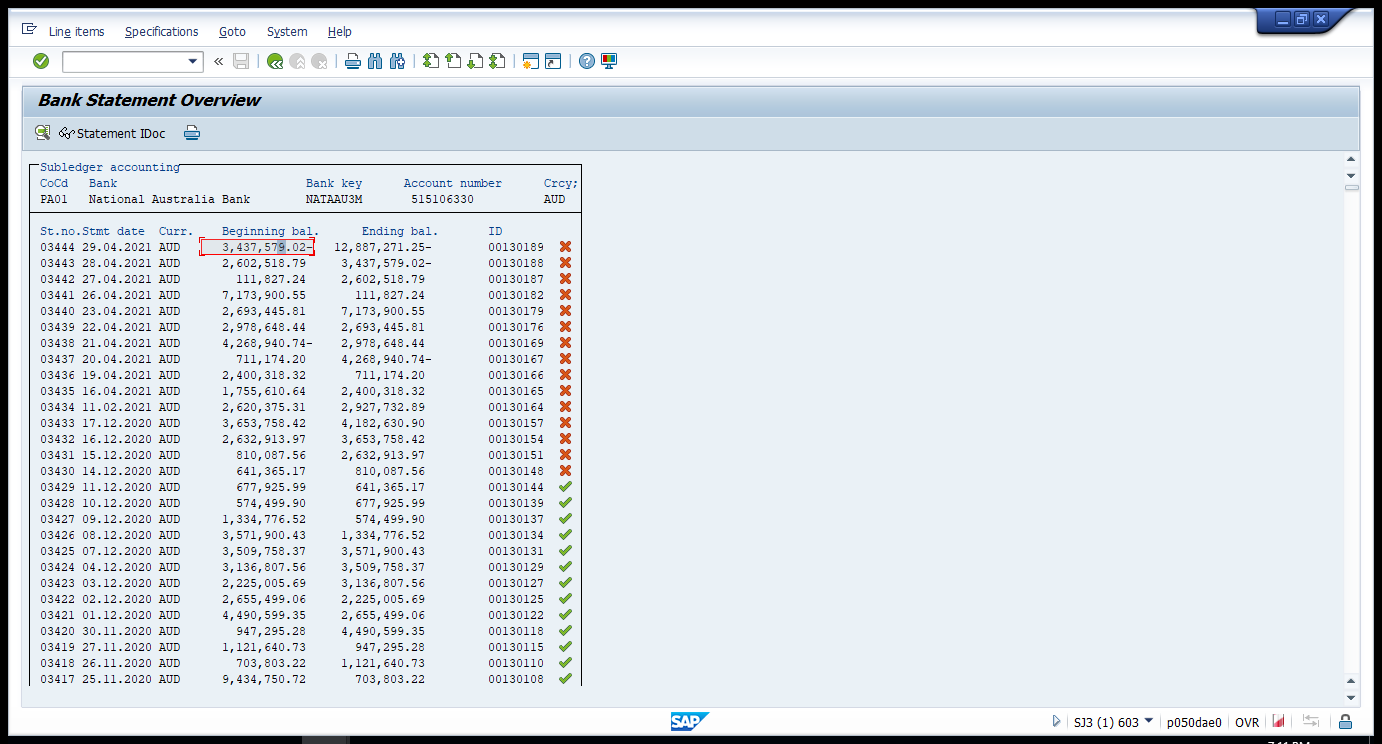 Line items Specifications Goto System Help
«
Bank Statement Overview
Statement IDoc
Subledger accounting
CoCd Bank Bank key Account number Crcy;
PA01 National Australia Bank NATAAU3M 515106330 AUD
St.no. Stmt date Curr. Beginning bal. Ending bal. ID
03444 29.04.2021 AUD 3,437,579.02- 12,887,271.25- 00130189
03443 28.04.2021 AUD 2,602,518.79 3,437,579.02- 00130188
03442 27.04.2021 AUD 111,827.24 2,602,518.79 00130187
03441 26.04.2021 AUD 7,173,900.55 111,827.24 00130182
03440 23.04.2021 AUD 2,693,445.81 7,173,900.55 00130179
03439 22.04.2021 AUD 2,978,648.44 2,693,445.81 00130176
03438 21.04.2021 AUD 4,268,940.74- 2,978,648.44 00130169
03437 20.04.2021 AUD 711,174.20 4,268,940.74- 00130167
03436 19.04.2021 AUD 2,400,318.32 711,174.20 00130166
03435 16.04.2021 AUD 1,755,610.64 2,400,318.32 00130165
03434 11.02.2021 AUD 2,620,375.31 2,927,732.89 00130164
03433 17.12.2020 AUD 3,653,758.42 4,182,630.90 00130157
03432 16.12.2020 AUD 2,632,913.97 3,653,758.42 00130154
03431 15.12.2020 AUD 810,087.56 2,632,913.97 00130151
03430 14.12.2020 AUD 641,365.17 810,087.56 00130148
03429 11.12.2020 AUD 677,925.99 641,365.17 00130144
03428 10.12.2020 AUD 574,499.90 677,925.99 00130139
03427 09.12.2020 AUD 1,334,776.52 574,499.90 00130137
03426 08.12.2020 AUD 3,571,900.43 1,334,776.52 00130134
03425 07.12.2020 AUD 3,509,758.37 3,571,900.43 00130131
03424 04.12.2020 AUD 3,136,807.56 3,509,758.37 00130129
03423 03.12.2020 AUD 2,225,005.69 3,136,807.56 00130127
03422 02.12.2020 AUD 2,655,499.06 2,225,005.69 00130125
03421 01.12.2020 AUD 4,490,599.35 2,655,499.06 00130122
03420 30.11.2020 AUD 947,295.28 4,490,599.35 00130118
03419 27.11.2020 AUD 1,121,640.73 947,295.28 00130115
03418 26.11.2020 AUD 703,803.22 1,121,640.73 00130110
03417 25.11.2020 AUD 9,434,750.72 703,803.22 00130108
SAP SJ3 (1) 603 p050dae0 OVR
7:11 PM